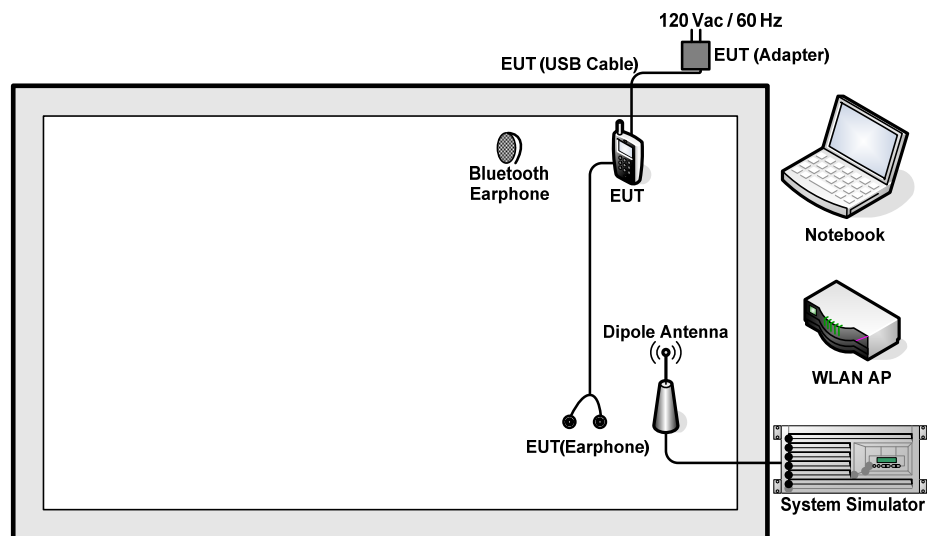 120 Vac / 60 Hz
EUT (Adapter)
EUT (USB Cable)
Bluetooth
Earphone
EUT
Notebook
Dipole Antenna
WLAN AP
EUT(Earphone)
System Simulator